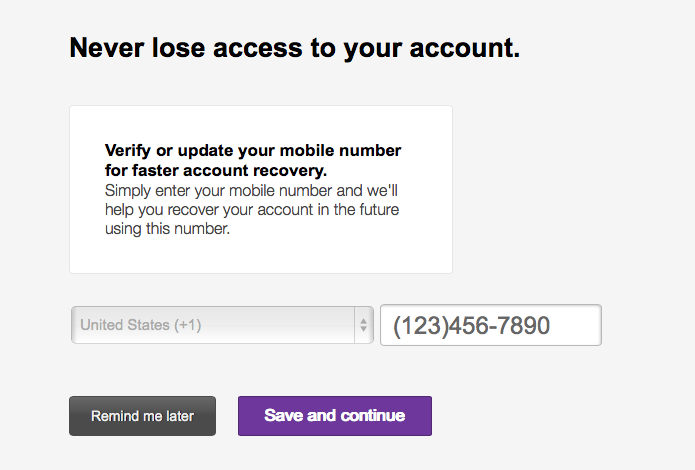 Never lose access to your account.
Verify or update your mobile number
for faster account recovery.
Simply enter your mobile number and we'll
help you recover your account in the future
using this number.
United States (+1)
(123)456-7890
Remind me later
Save and continue